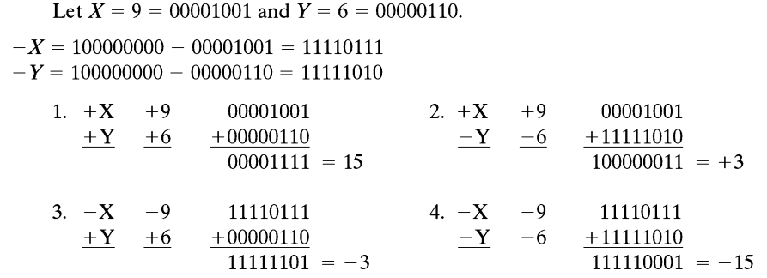 Let X = 9 = 00001001 and Y = 6 = 00000110.
−X = 100000000 − 00001001 = 11110111
−Y = 100000000 − 00000110 = 11111010
1. +X +9 00001001
+Y +6 +00000110
00001111 = 15
2. +X +9 00001001
−Y −6 +11111010
100000011 = +3
3. −X −9 11110111
+Y +6 +00000110
11111101 = −3
4. −X −9 11110111
−Y −6 +11111010
111110001 = −15